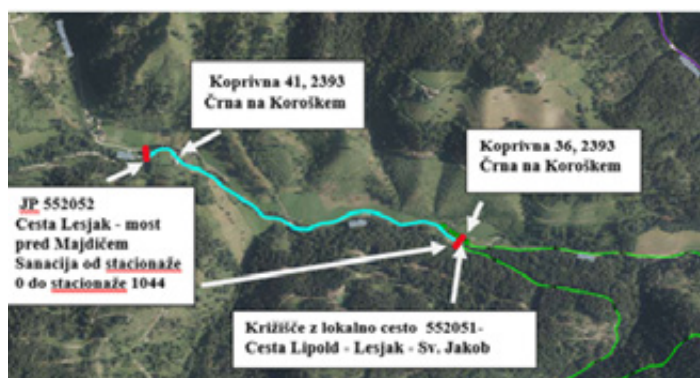 Koprivna 41, 2393
Črna na Koroškem
Koprivna 36, 2393
Črna na Koroškem
JP 552052
Cesta Lesjak - most
pred Majdičem
Sanacija od stacionaže
0 do stacionaže 1044
Križišče z lokalno cesto 552051-
Cesta Lipold - Lesjak - Sv. Jakob